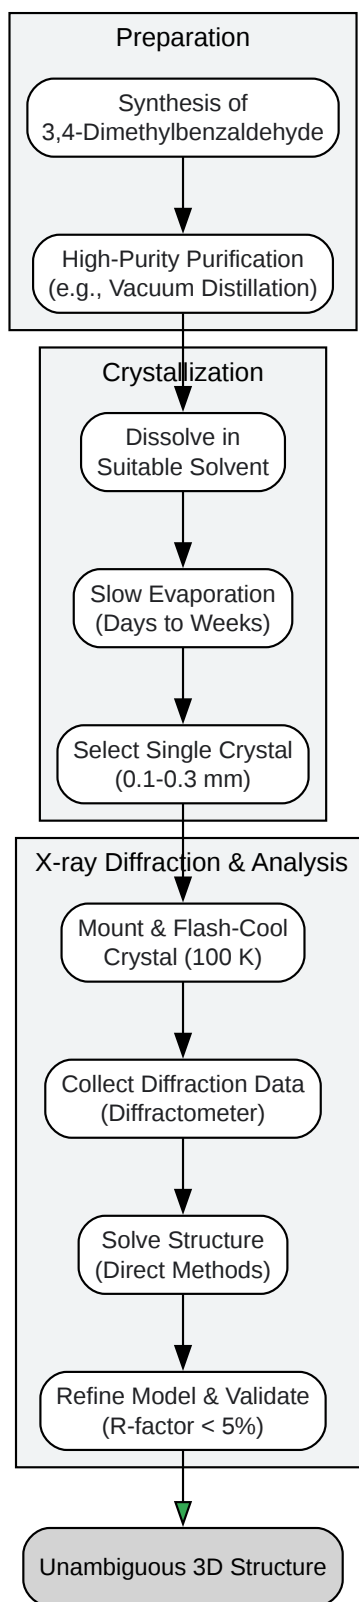 Preparation
Synthesis of
3,4-Dimethylbenzaldehyde
High-Purity Purification
(e.g., Vacuum Distillation)
Crystallization
Dissolve in
Suitable Solvent
Slow Evaporation
(Days to Weeks)
Select Single Crystal
(0.1-0.3 mm)
X-ray Diffraction & Analysis
Mount & Flash-Cool
Crystal (100 K)
Collect Diffraction Data
(Diffractometer)
Solve Structure
(Direct Methods)
Refine Model & Validate
(R-factor < 5%)
Unambiguous 3D Structure